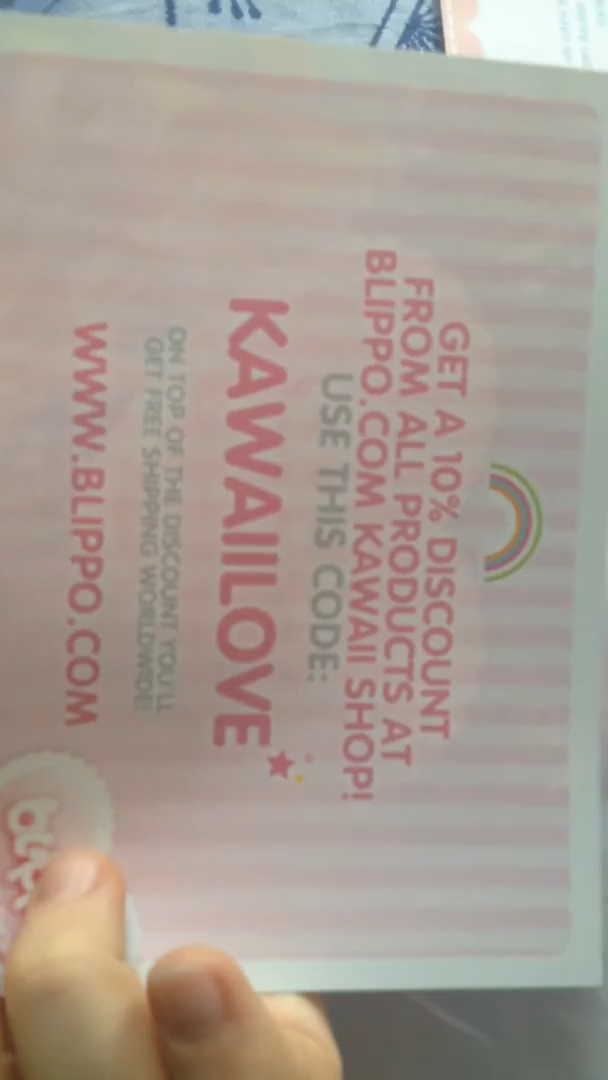 GET A 10% DISCOUNT
FROM ALL PRODUCTS AT
BLIPPO.COM KAWAII SHOP!
USE THIS CODE:
KAWAIILOVE
ON TOP OF THE DISCOUNT YOU'LL
GET FREE SHIPPING WORLDWIDE!
WWW.BLIPPO.COM